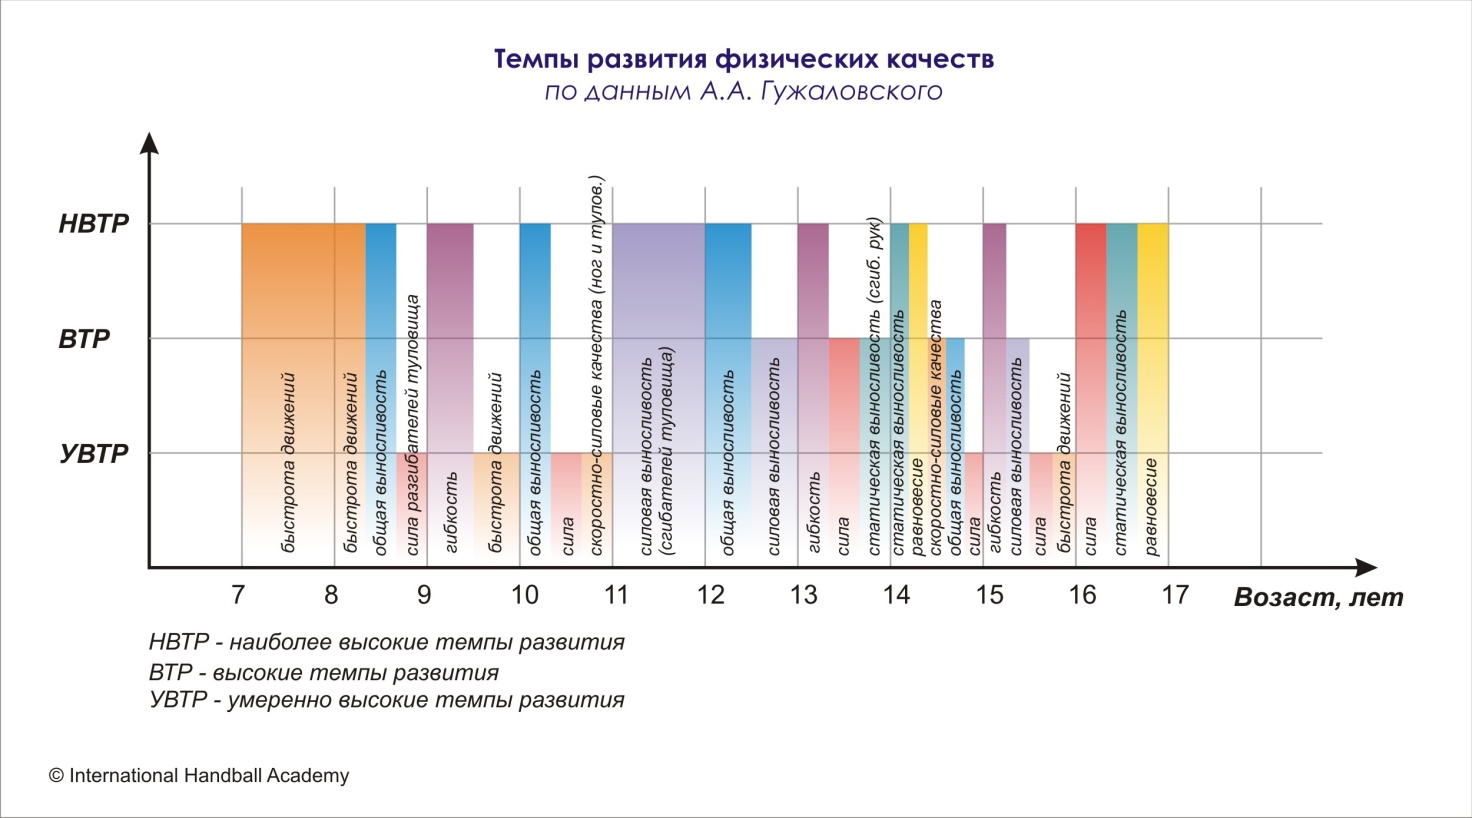 Темпы развития физических качеств
по данным А.А. Гужаловского
НВТР
ВТР
УВТР
быстрота движений
быстрота движений
общая выносливость
сила разгибателей туловища
гибкость
быстрота движений
общая выносливость
сила
скоростно-силовые качества (ног и тулов.)
силовая выносливость
(сгибателей туловища)
общая выносливость
силовая выносливость
гибкость
сила
статическая выносливость (сгиб. рук)
статическая выносливость
равновесие
скоростно-силовые качества
общая выносливость
сила
гибкость
силовая выносливость
сила
быстрота движений
сила
статическая выносливость
равновесие
7 8 9 10 11 12 13 14 15 16 17 Возаст, лет
НВТР - наиболее высокие темпы развития
ВТР - высокие темпы развития
УВТР - умеренно высокие темпы развития
© International Handball Academy